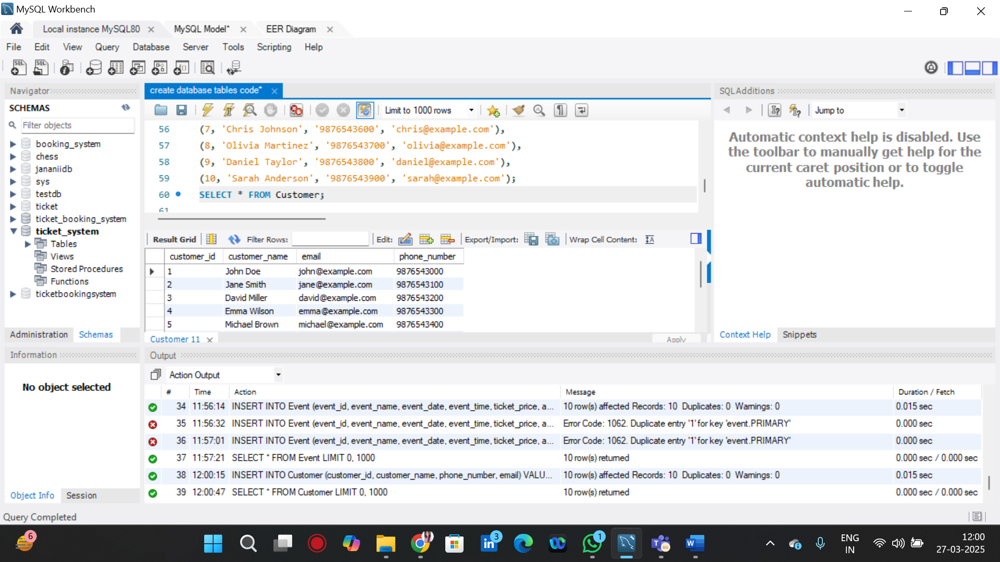 MySQL Workbench
Local instance MySQL80
MySQL Model*
EER Diagram
File Edit View Query Database Server Tools Scripting Help
Navigator
SCHEMAS
Filter objects
booking_system
chess
jananiidb
sys
testdb
ticket
ticket_booking_system
ticket_system
Tables
Views
Stored Procedures
Functions
ticketbookingsystem
Administration Schemas
Information
No object selected
Object Info Session
create database tables code*
Limit to 1000 rows
56 (7, 'Chris Johnson', '9876543600', 'chris@example.com'),
57 (8, 'Olivia Martinez', '9876543700', 'olivia@example.com'),
58 (9, 'Daniel Taylor', '9876543800', 'daniel@example.com'),
59 (10, 'Sarah Anderson', '9876543900', 'sarah@example.com');
60 SELECT * FROM Customer;
61
Result Grid Filter Rows: Edit: Export/Import: Wrap Cell Content:
customer_id customer_name email phone_number
1 John Doe john@example.com 9876543000
2 Jane Smith jane@example.com 9876543100
3 David Miller david@example.com 9876543200
4 Emma Wilson emma@example.com 9876543300
5 Michael Brown michael@example.com 9876543400
Customer 11
Apply
SQLAdditions
Jump to
Automatic context help is disabled. Use
the toolbar to manually get help for the
current caret position or to toggle
automatic help.
Context Help Snippets
Output
Action Output
# Time Action Message Duration / Fetch
34 11:56:14 INSERT INTO Event (event_id, event_name, event_date, event_time, ticket_price, a... 10 row(s) affected Records: 10 Duplicates: 0 Warnings: 0 0.015 sec
35 11:56:32 INSERT INTO Event (event_id, event_name, event_date, event_time, ticket_price, a... Error Code: 1062. Duplicate entry '1' for key 'event.PRIMARY' 0.000 sec
36 11:57:01 INSERT INTO Event (event_id, event_name, event_date, event_time, ticket_price, a... Error Code: 1062. Duplicate entry '1' for key 'event.PRIMARY' 0.000 sec
37 11:57:21 SELECT * FROM Event LIMIT 0, 1000 10 row(s) returned 0.000 sec / 0.000 sec
38 12:00:15 INSERT INTO Customer (customer_id, customer_name, phone_number, email) VALU... 10 row(s) affected Records: 10 Duplicates: 0 Warnings: 0 0.015 sec
39 12:00:47 SELECT * FROM Customer LIMIT 0, 1000 10 row(s) returned 0.000 sec / 0.000 sec
Query Completed
6
3
1
ENG
IN
12:00
27-03-2025